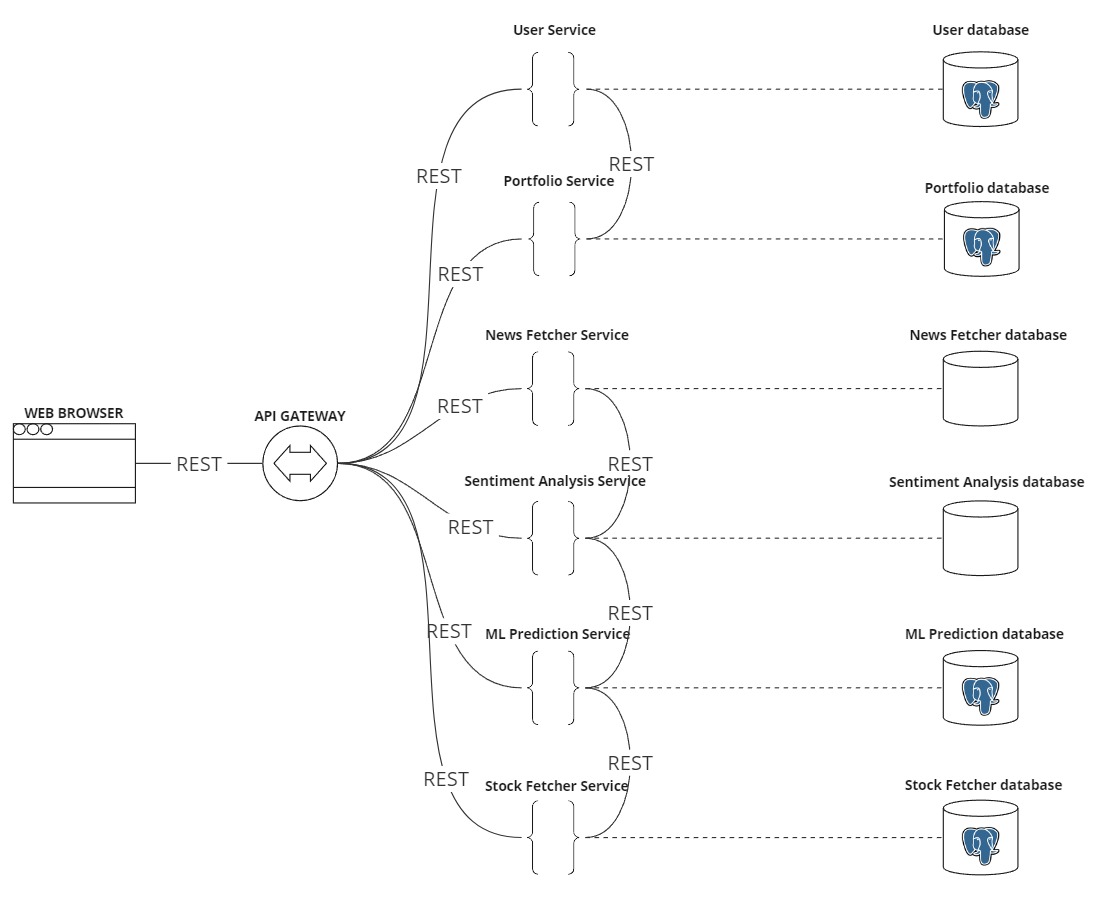 User Service
User database
REST
REST
Portfolio Service
Portfolio database
REST
News Fetcher Service
News Fetcher database
REST
WEB BROWSER
API GATEWAY
REST
REST
Sentiment Analysis Service
Sentiment Analysis database
REST
REST
REST
ML Prediction Service
ML Prediction database
REST
REST
Stock Fetcher Service
Stock Fetcher database